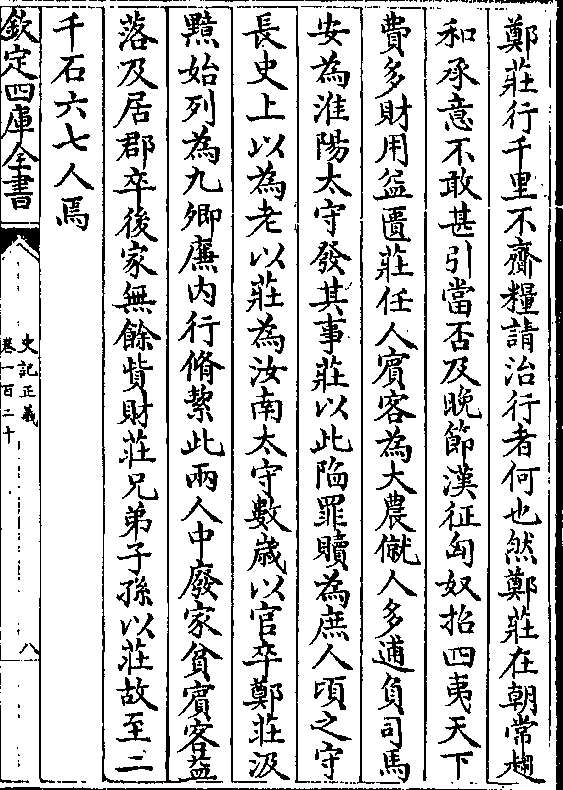 鄭莊行千里不齎糧請治行者何也然鄭莊在朝常趨
和承意不敢甚引當否及晚節漢征匈奴招四夷天下
費多財用益匱莊任人賓客為大農僦人多逋負司馬
安為淮陽太守發其事莊以此陷罪贖為庶人頃之守
長史上以為老以莊為汝南太守數歲以官卒鄭莊汲
黯始列為九卿廉内行脩絜此兩人中廢家貧賓客益
落及居郡卒後家無餘貲財莊兄弟子孫以莊故至二
千石六七人焉
欽定四庫全書
史記正義
卷一百二十
八